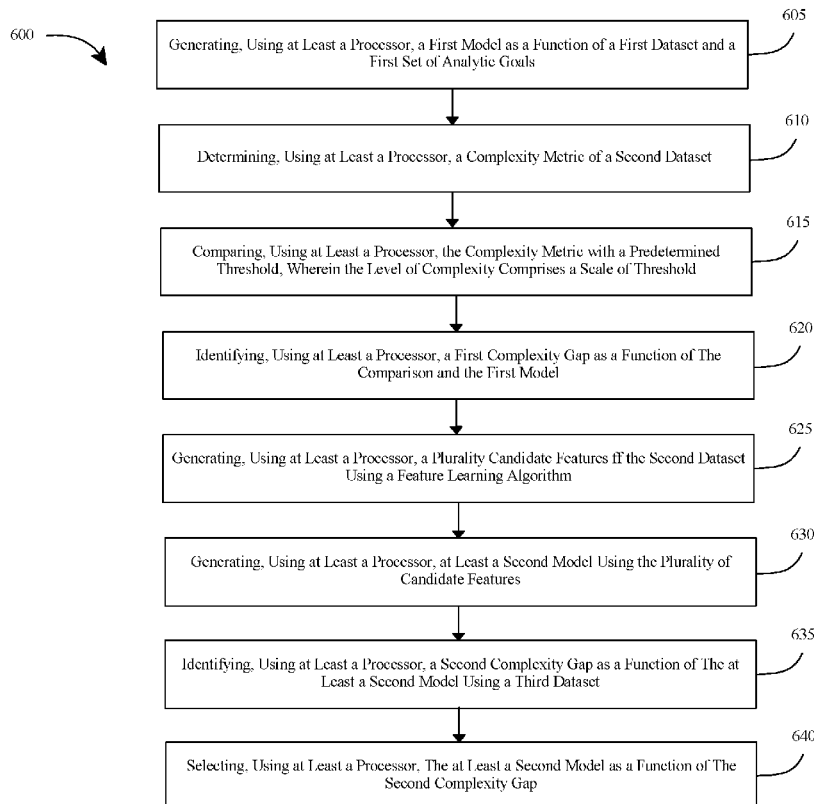 600
605
Generating, Using at Least a Processor, a First Model as a Function of a First Dataset and a
First Set of Analytic Goals
610
Determining, Using at Least a Processor, a Complexity Metric of a Second Dataset
615
Comparing, Using at Least a Processor, the Complexity Metric with a Predetermined
Threshold, Wherein the Level of Complexity Comprises a Scale of Threshold
620
Identifying, Using at Least a Processor, a First Complexity Gap as a Function of The
Comparison and the First Model
625
Generating, Using at Least a Processor, a Plurality Candidate Features ff the Second Dataset
Using a Feature Learning Algorithm
630
Generating, Using at Least a Processor, at Least a Second Model Using the Plurality of
Candidate Features
635
Identifying, Using at Least a Processor, a Second Complexity Gap as a Function of The at
Least a Second Model Using a Third Dataset
640
Selecting, Using at Least a Processor, The at Least a Second Model as a Function of The
Second Complexity Gap